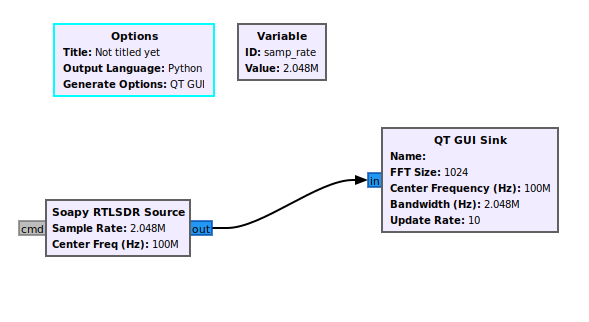 Options
Title: Not titled yet
Output Language: Python
Generate Options: QT GUI
Variable
ID: samp_rate
Value: 2.048M
QT GUI Sink
Name:
FFT Size: 1024
Center Frequency (Hz): 100M
Bandwidth (Hz): 2.048M
Update Rate: 10
in
Soapy RTLSDR Source
Sample Rate: 2.048M
Center Freq (Hz): 100M
cmd
out